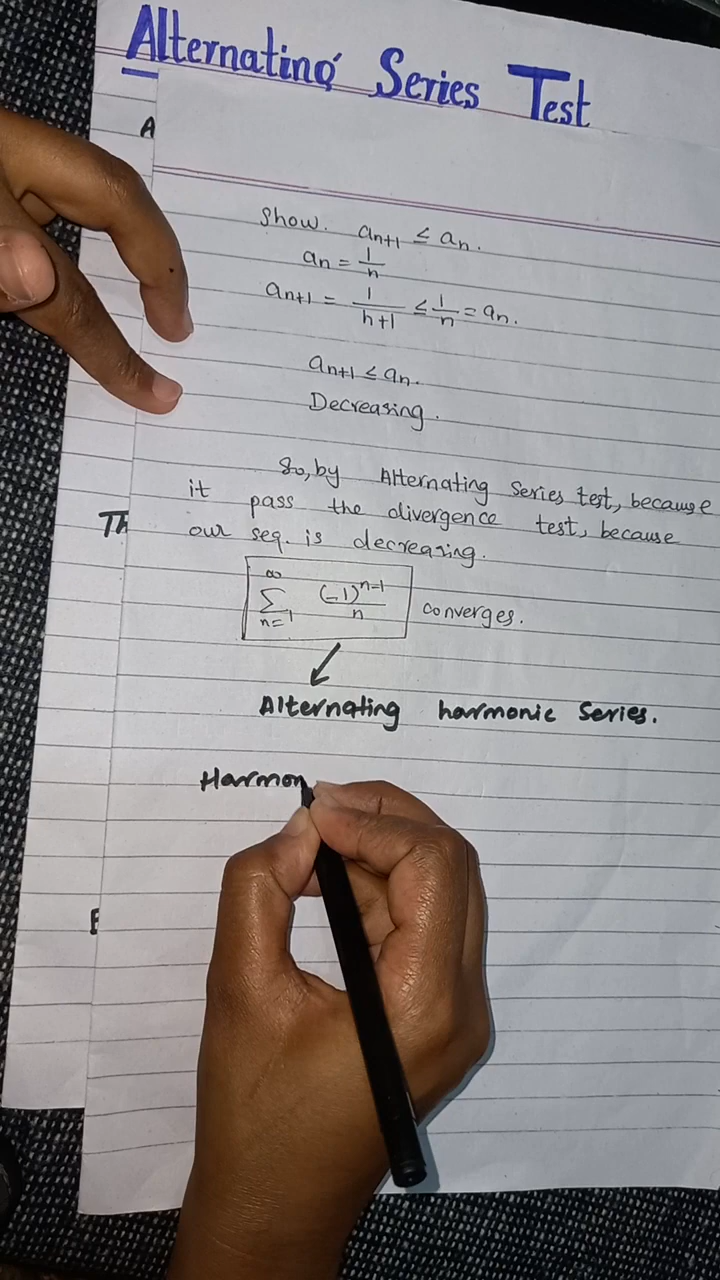 Alternating Series Test
A
Show. an+1 ≤ an.
an = 1/n
an+1 = 1/n+1 ≤ 1/n = an.
an+1 ≤ an.
Decreasing.
So, by Alternating Series test, because
it pass the divergence test, because
our seq. is decreasing.
Th
∞ ∑ n=1 (-1)^n-1/n converges.
Alternating harmonic Series.
Harmon
E